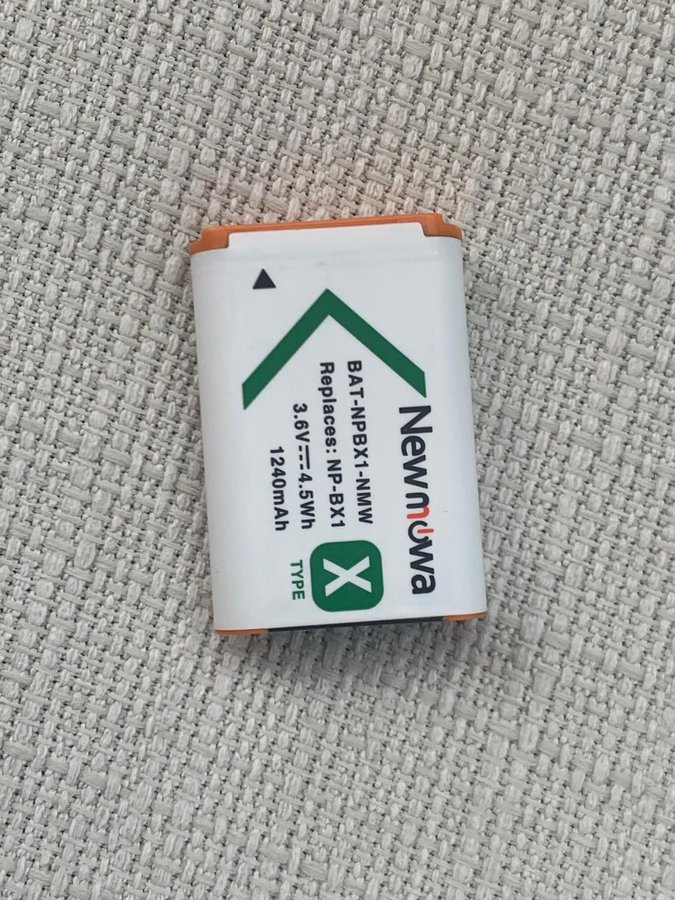 Newmowa
BAT-NPBX1-NMW
Replaces: NP-BX1
3.6V⎓4.5Wh
1240mAh
X
TYPE